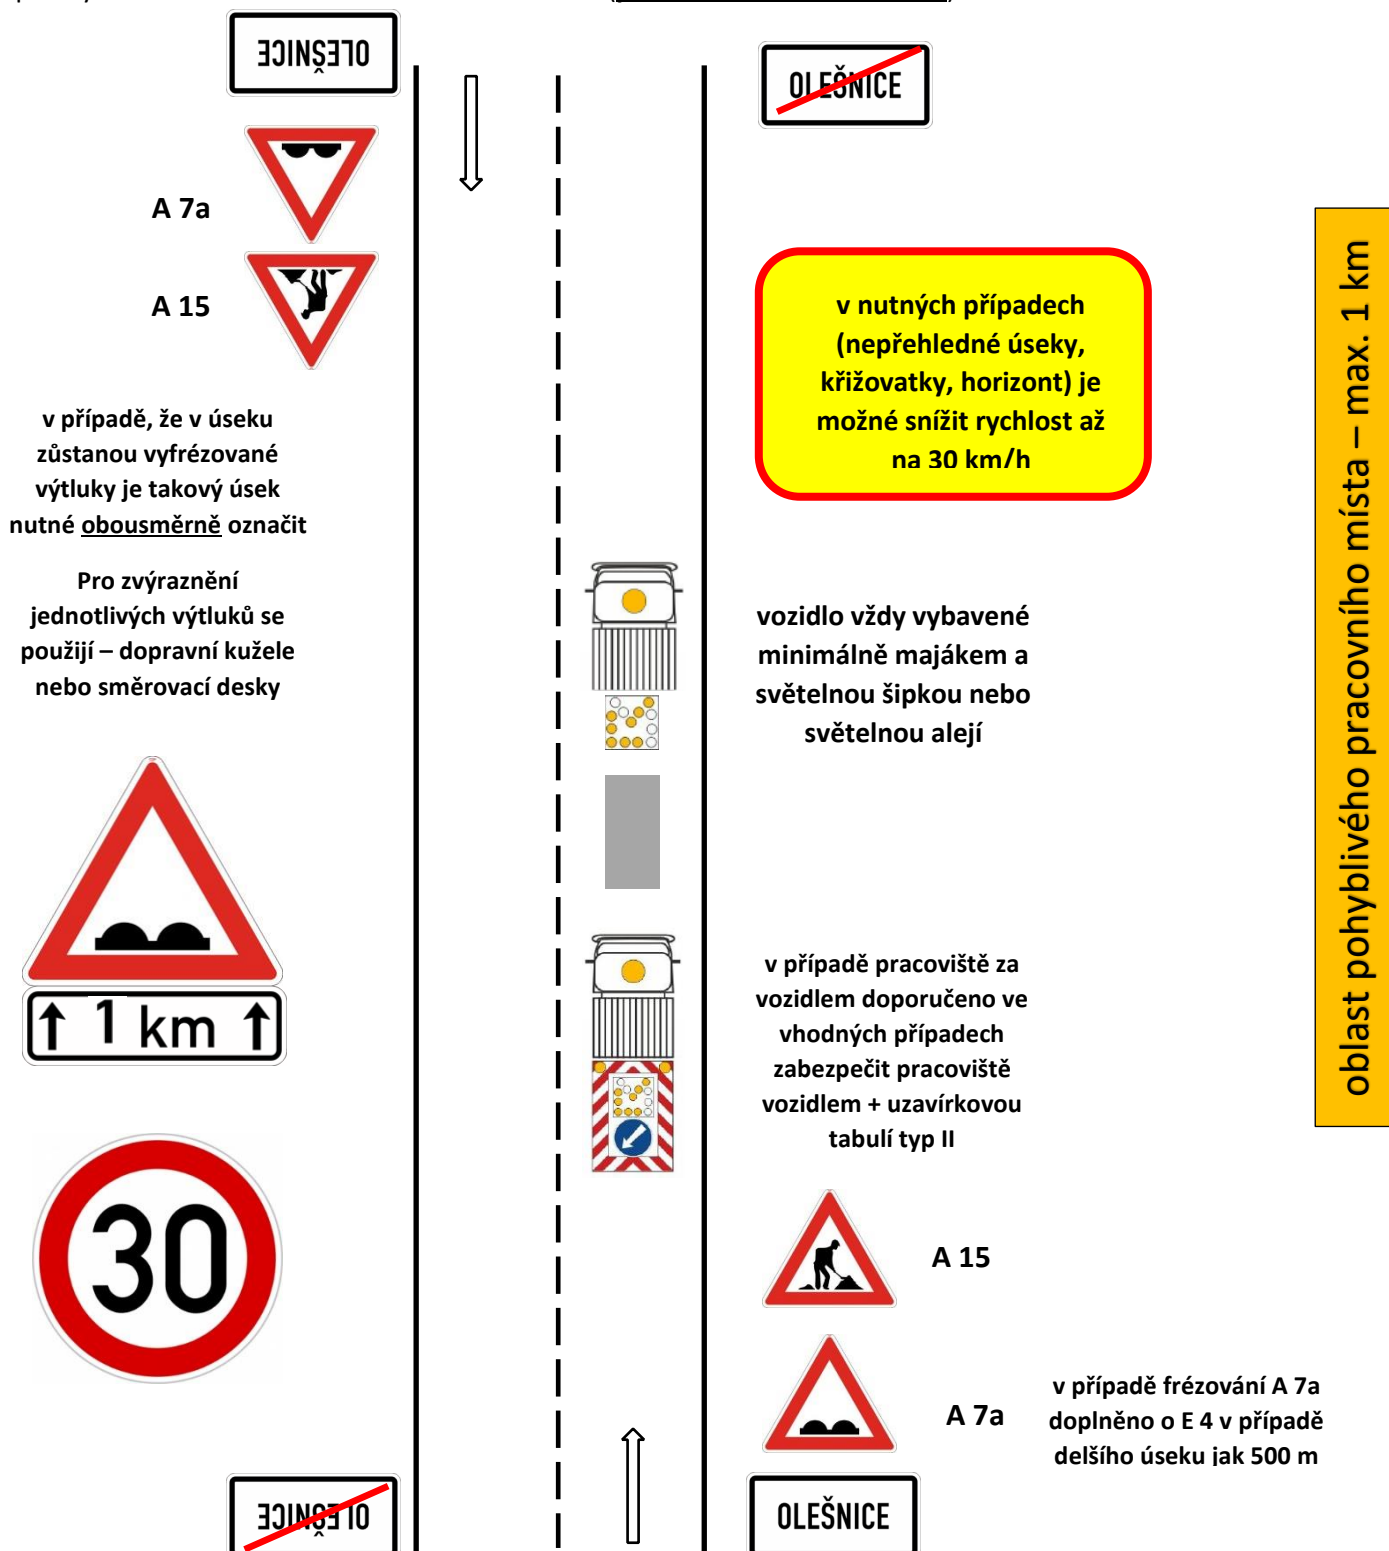 OLEŠNICE
OLEŠNICE
A 7a
A 15
v nutných případech
(nepřehledné úseky,
křižovatky, horizont) je
možné snížit rychlost až
na 30 km/h
v případě, že v úseku
zůstanou vyfrézované
výtluky je takový úsek
nutné obousměrně označit
Pro zvýraznění
jednotlivých výtluků se
použijí – dopravní kužele
nebo směrovací desky
vozidlo vždy vybavené
minimálně majákem a
světelnou šipkou nebo
světelnou alejí
oblast pohyblivého pracovního místa – max. 1 km
1 km
v případě pracoviště za
vozidlem doporučeno ve
vhodných případech
zabezpečit pracoviště
vozidlem + uzavírkovou
tabulí typ II
30
A 15
A 7a
v případě frézování A 7a
doplněno o E 4 v případě
delšího úseku jak 500 m
OLEŠNICE
OLEŠNICE